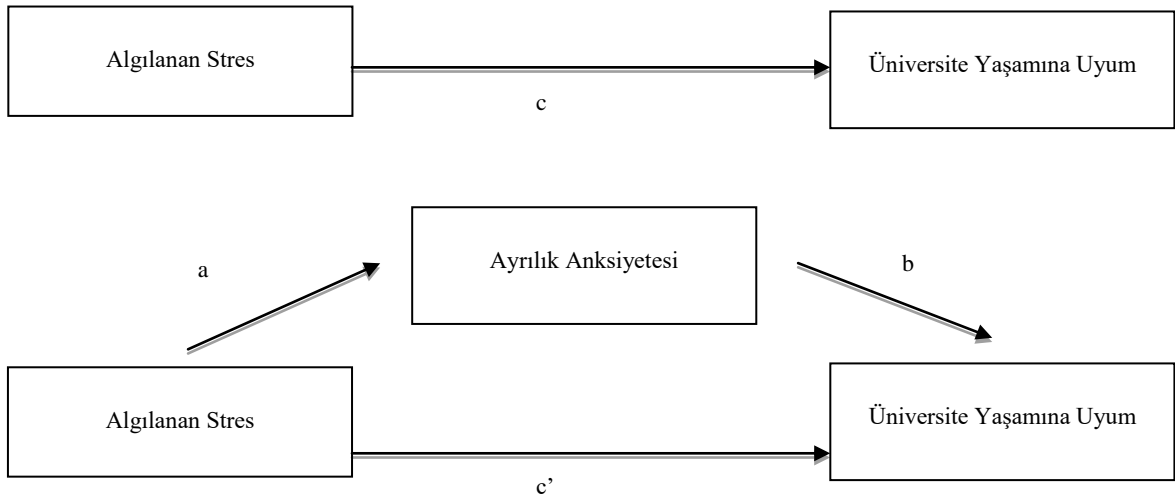 Algılanan Stres
Üniversite Yaşamına Uyum
c
Ayrılık Anksiyetesi
a
b
Algılanan Stres
Üniversite Yaşamına Uyum
c’